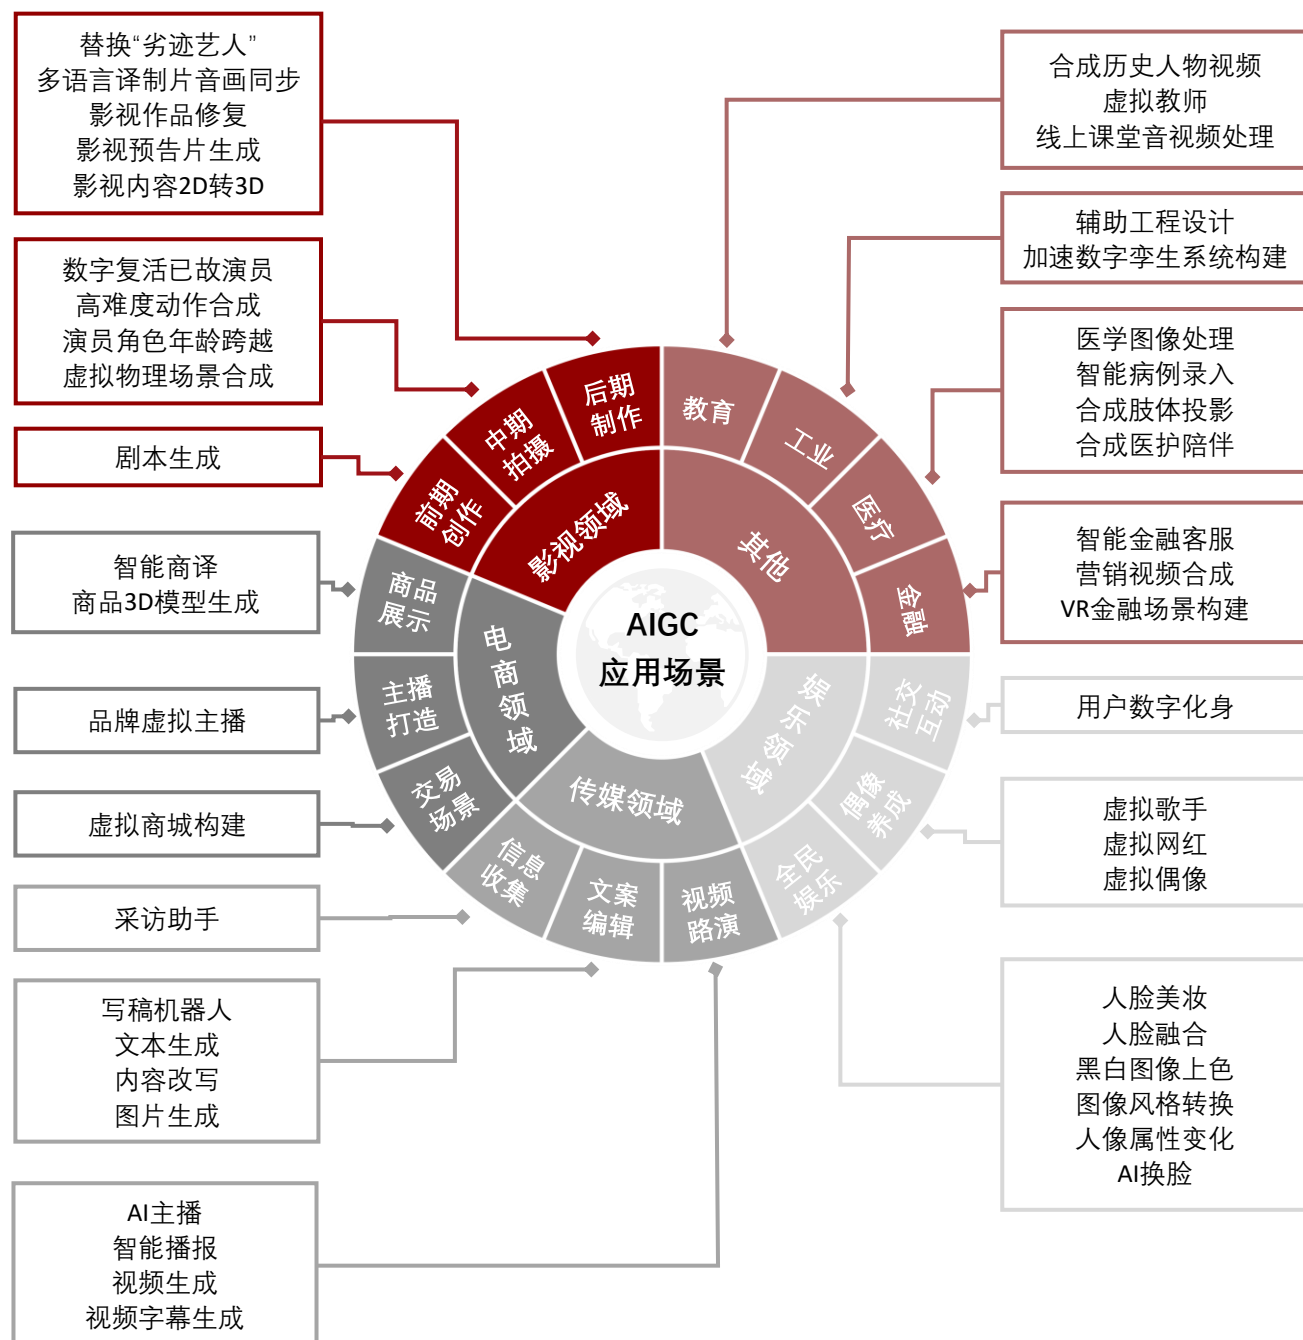 替换“劣迹艺人”
多语言译制片音画同步
影视作品修复
影视预告片生成
影视内容2D转3D
数字复活已故演员
高难度动作合成
演员角色年龄跨越
虚拟物理场景合成
剧本生成
智能商译
商品3D模型生成
品牌虚拟主播
虚拟商城构建
采访助手
写稿机器人
文本生成
内容改写
图片生成
AI主播
智能播报
视频生成
视频字幕生成
后期
制作
中期
拍摄
前期
创作
影视领域
商品
展示
主播
打造
交易
场景
电商领域
信息
收集
文案
编辑
视频
路演
传媒领域
AIGC
应用场景
教育
工业
医疗
金融
其他
社交
互动
偶像
养成
全民
娱乐
娱乐领域
合成历史人物视频
虚拟教师
线上课堂音视频处理
辅助工程设计
加速数字孪生系统构建
医学图像处理
智能病例录入
合成肢体投影
合成医护陪伴
智能金融客服
营销视频合成
VR金融场景构建
用户数字化身
虚拟歌手
虚拟网红
虚拟偶像
人脸美妆
人脸融合
黑白图像上色
图像风格转换
人像属性变化
AI换脸